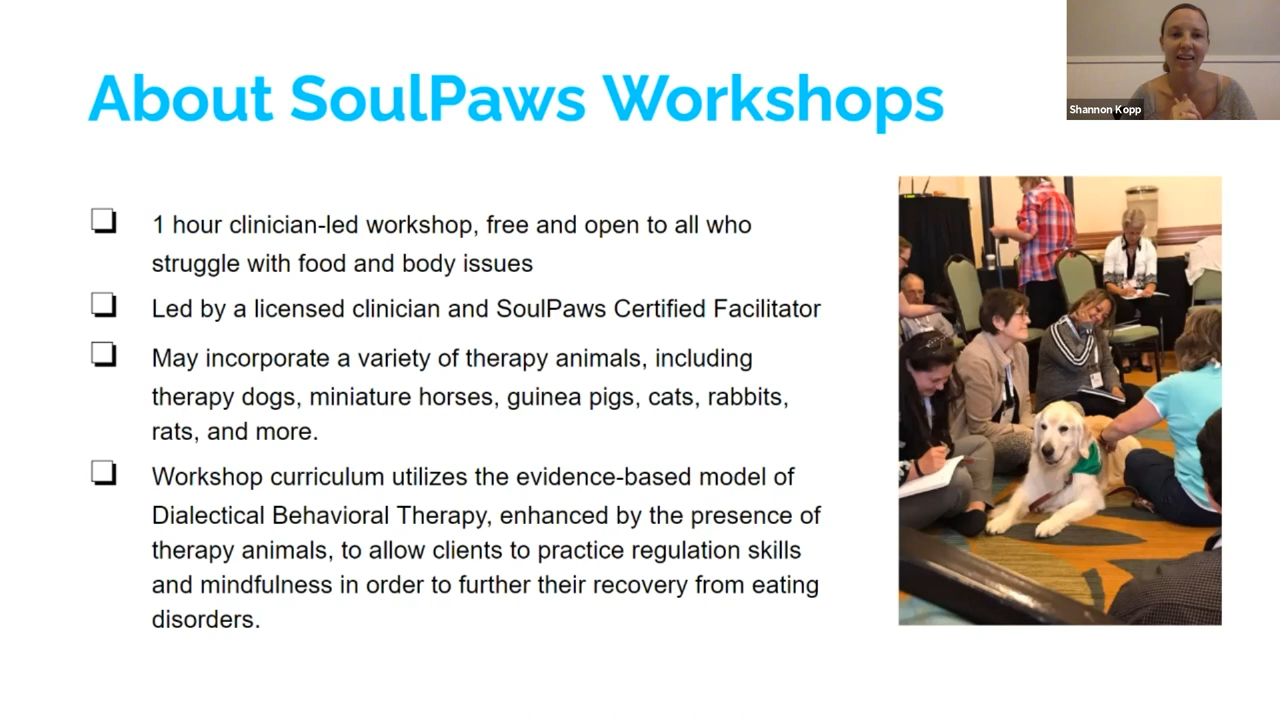 About SoulPaws Workshops
Shannon Kopp
1 hour clinician-led workshop, free and open to all who
struggle with food and body issues
Led by a licensed clinician and SoulPaws Certified Facilitator
May incorporate a variety of therapy animals, including
therapy dogs, miniature horses, guinea pigs, cats, rabbits,
rats, and more.
Workshop curriculum utilizes the evidence-based model of
Dialectical Behavioral Therapy, enhanced by the presence of
therapy animals, to allow clients to practice regulation skills
and mindfulness in order to further their recovery from eating
disorders.